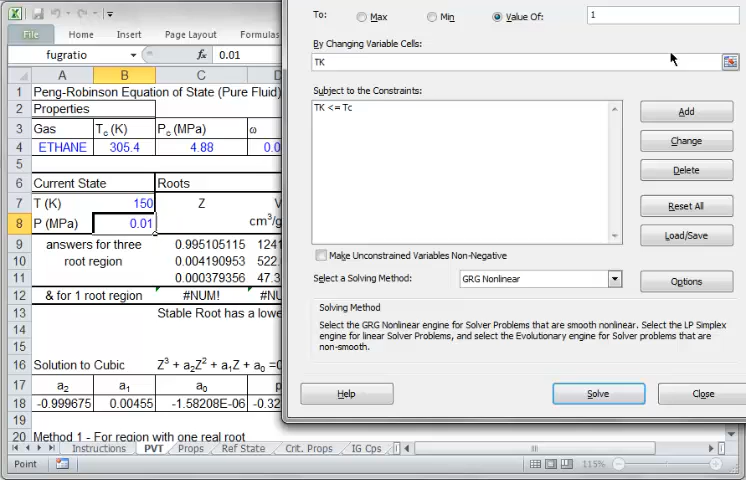 To: Max Min Value Of: 1
File Home Insert Page Layout Formulas
By Changing Variable Cells:
fugratio fx 0.01
TK
A B C D
1 Peng-Robinson Equation of State (Pure Fluid)
Subject to the Constraints:
2 Properties
TK <= Tc
Add
3 Gas Tc (K) Pc (MPa) ω
Change
4 ETHANE 305.4 4.88 0.0
5
Delete
6 Current State Roots
7 T (K) 150 Z V
Reset All
8 P (MPa) 0.01 cm3/g
Load/Save
9 answers for three 0.995105115 1241
10 root region 0.004190953 522.
Make Unconstrained Variables Non-Negative
11 0.000379356 47.3
Select a Solving Method: GRG Nonlinear Options
12 & for 1 root region #NUM! #NU
13 Stable Root has a lowe
Solving Method
Select the GRG Nonlinear engine for Solver Problems that are smooth nonlinear. Select the LP Simplex
engine for linear Solver Problems, and select the Evolutionary engine for Solver problems that are
non-smooth.
14
15
16 Solution to Cubic Z3 + a2Z2 + a1Z + a0 =0
17 a2 a1 a0 p
Help Solve Close
18 -0.999675 0.00455 -1.58208E-06 -0.32
19
20 Method 1 - For region with one real root
Instructions PVT Props Ref State Crit. Props IG Cps
Point 115%